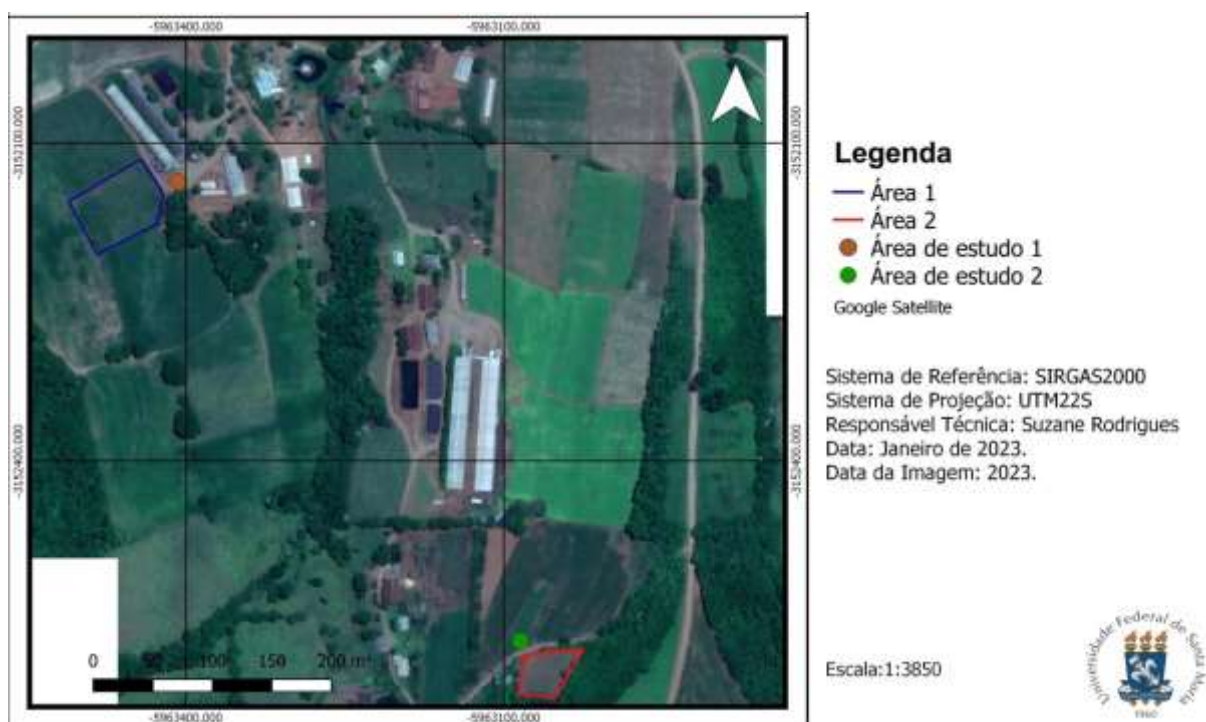 -5963400.000 -5963100.000
-3152100.000 -3152100.000
-3152400.000 -3152400.000
0 50 100 150 200 m
-5963400.000 -5963100.000
Legenda
Área 1
Área 2
Área de estudo 1
Área de estudo 2
Google Satellite
Sistema de Referência: SIRGAS2000
Sistema de Projeção: UTM22S
Responsável Técnica: Suzane Rodrigues
Data: Janeiro de 2023.
Data da Imagem: 2023.
Escala:1:3850
Universidade Federal de Santa Maria
1960